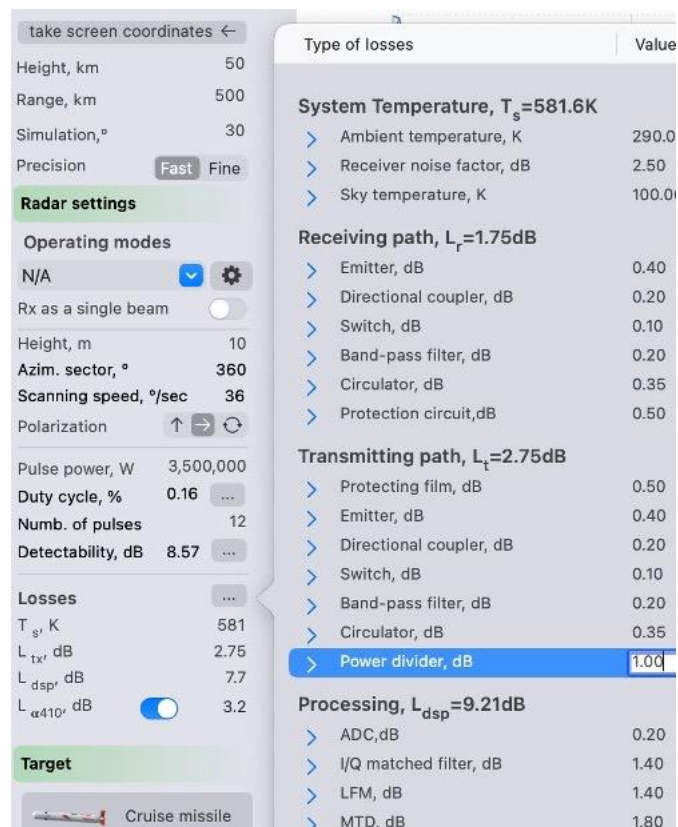 take screen coordinates ←
Height, km 50
Range, km 500
Simulation,° 30
Precision Fast Fine
Radar settings
Operating modes
N/A
Rx as a single beam
Height, m 10
Azim. sector, ° 360
Scanning speed, °/sec 36
Polarization ↑ →
Pulse power, W 3,500,000
Duty cycle, % 0.16 ...
Numb. of pulses 12
Detectability, dB 8.57 ...
Losses ...
T s, K 581
L tx, dB 2.75
L dsp, dB 7.7
L α410, dB 3.2
Target
Cruise missile
Type of losses Value
System Temperature, Ts=581.6K
Ambient temperature, K 290.0
Receiver noise factor, dB 2.50
Sky temperature, K 100.00
Receiving path, Lr=1.75dB
Emitter, dB 0.40
Directional coupler, dB 0.20
Switch, dB 0.10
Band-pass filter, dB 0.20
Circulator, dB 0.35
Protection circuit,dB 0.50
Transmitting path, Lt=2.75dB
Protecting film, dB 0.50
Emitter, dB 0.40
Directional coupler, dB 0.20
Switch, dB 0.10
Band-pass filter, dB 0.20
Circulator, dB 0.35
Power divider, dB 1.00
Processing, Ldsp=9.21dB
ADC,dB 0.20
I/Q matched filter, dB 1.40
LFM, dB 1.40
MTD, dB 1.80